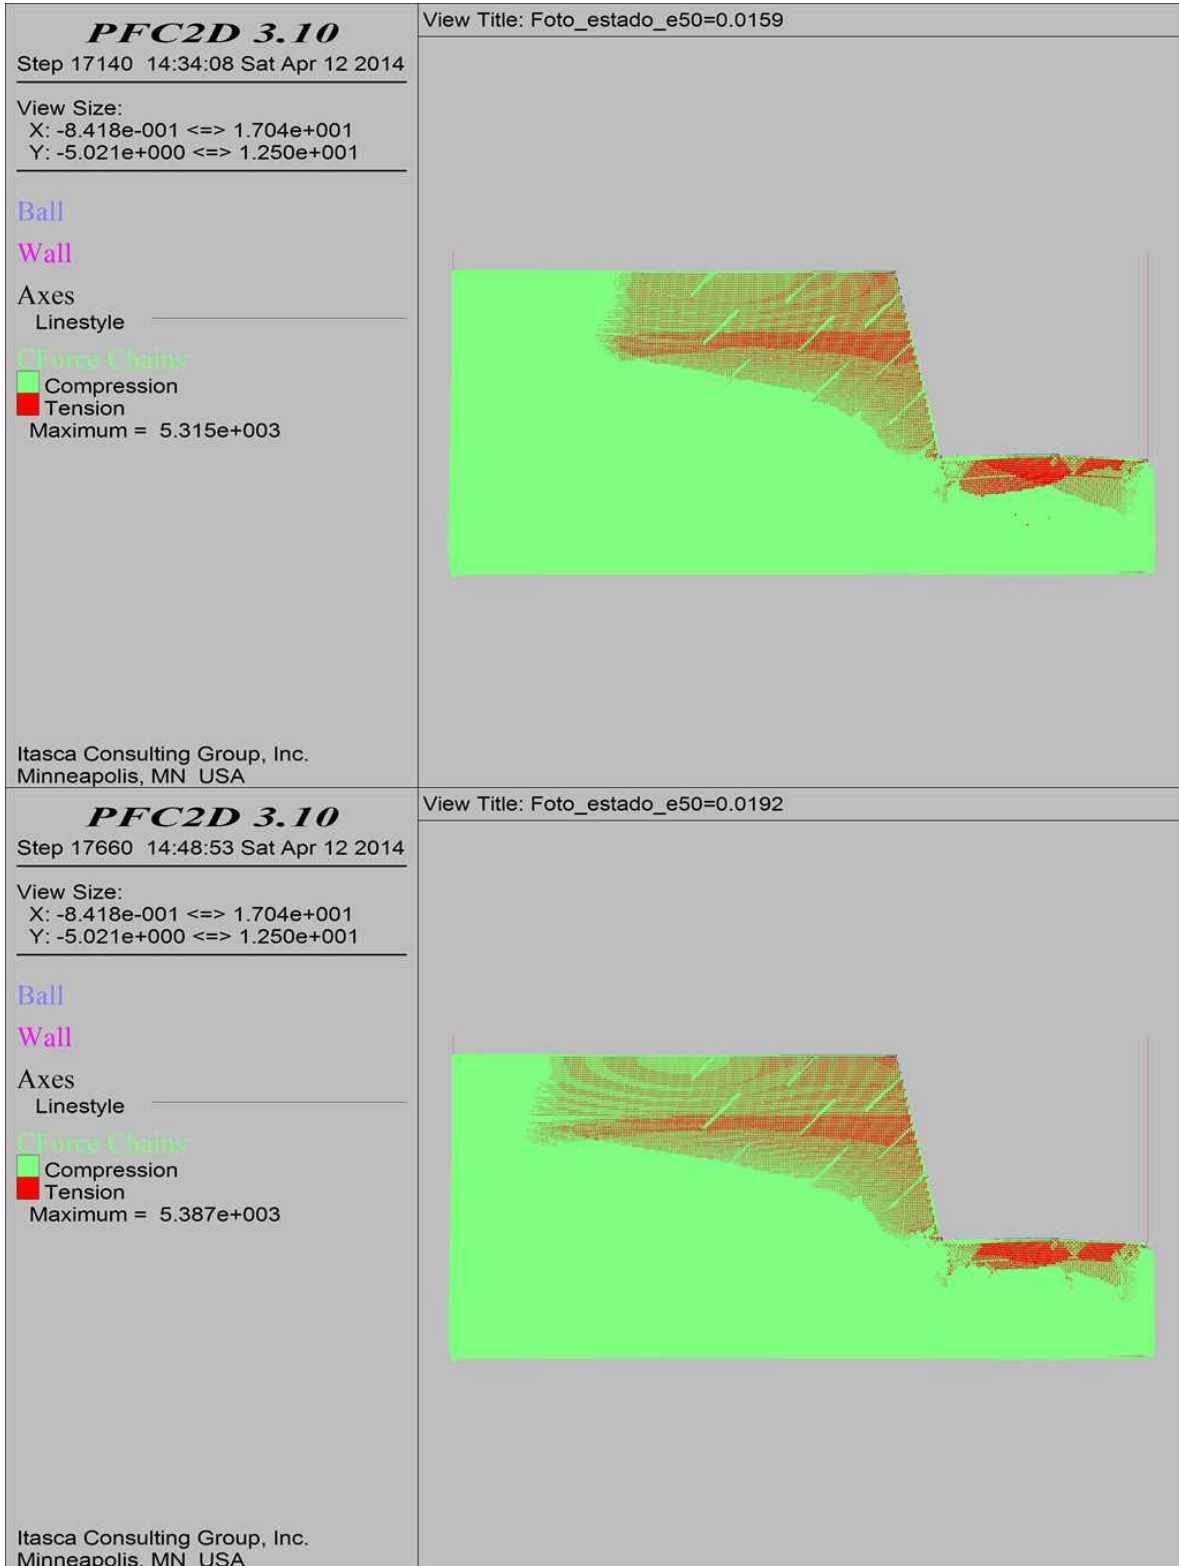 PFC2D 3.10
Step 17140 14:34:08 Sat Apr 12 2014
View Size:
X: -8.418e-001 <=> 1.704e+001
Y: -5.021e+000 <=> 1.250e+001
Ball
Wall
Axes
Linestyle
CForce Chains
Compression
Tension
Maximum = 5.315e+003
Itasca Consulting Group, Inc.
Minneapolis, MN USA
View Title: Foto_estado_e50=0.0159
PFC2D 3.10
Step 17660 14:48:53 Sat Apr 12 2014
View Size:
X: -8.418e-001 <=> 1.704e+001
Y: -5.021e+000 <=> 1.250e+001
Ball
Wall
Axes
Linestyle
CForce Chains
Compression
Tension
Maximum = 5.387e+003
Itasca Consulting Group, Inc.
Minneapolis, MN USA
View Title: Foto_estado_e50=0.0192